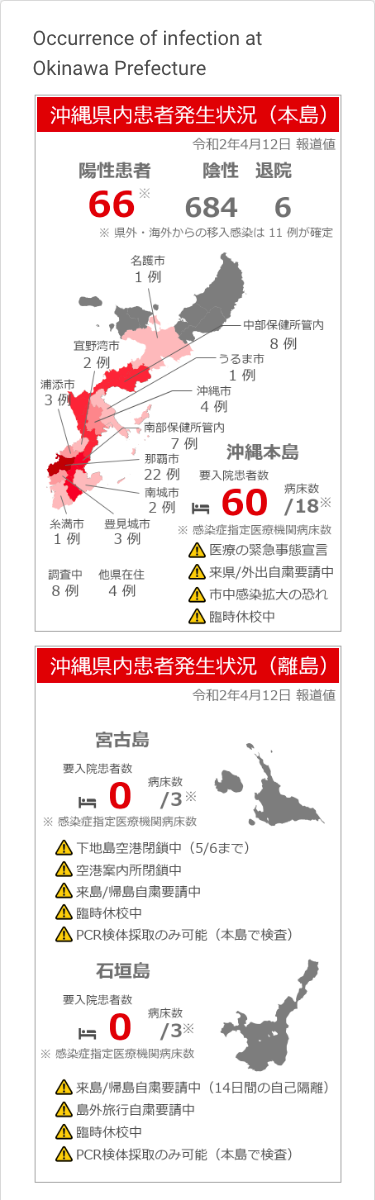 Occurrence of infection at
Okinawa Prefecture
沖縄県内患者発生状況（本島）
令和2年4月12日 報道値
陽性患者 陰性 退院
66※ 684 6
※ 県外・海外からの移入感染は 11 例が確定
名護市
1 例
中部保健所管内
8 例
宜野湾市
2 例
うるま市
1 例
浦添市
3 例
沖縄市
4 例
南部保健所管内
7 例
那覇市
22 例
南城市
2 例
糸満市
1 例
豊見城市
3 例
調査中
8 例
他県在住
4 例
沖縄本島
要入院患者数 病床数
60 /18※
※ 感染症指定医療機関病床数
医療の緊急事態宣言
来県/外出自粛要請中
市中感染拡大の恐れ
臨時休校中
沖縄県内患者発生状況（離島）
令和2年4月12日 報道値
宮古島
要入院患者数 病床数
0 /3※
※ 感染症指定医療機関病床数
下地島空港閉鎖中（5/6まで）
空港案内所閉鎖中
来島/帰島自粛要請中
臨時休校中
PCR検体採取のみ可能（本島で検査）
石垣島
要入院患者数 病床数
0 /3※
※ 感染症指定医療機関病床数
来島/帰島自粛要請中（14日間の自己隔離）
島外旅行自粛要請中
臨時休校中
PCR検体採取のみ可能（本島で検査）